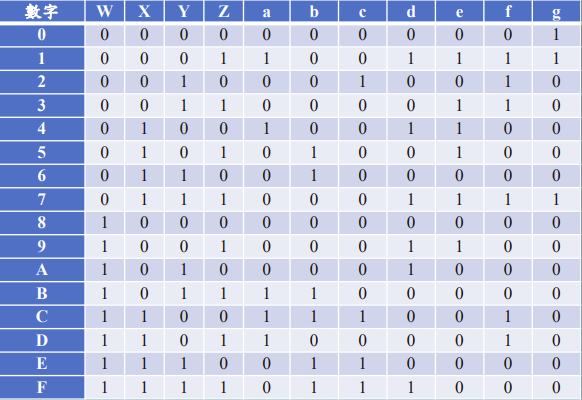 數字 W X Y Z a b c d e f g
0 0 0 0 0 0 0 0 0 0 0 1
1 0 0 0 1 1 0 0 1 1 1 1
2 0 0 1 0 0 0 1 0 0 1 0
3 0 0 1 1 0 0 0 0 1 1 0
4 0 1 0 0 1 0 0 1 1 0 0
5 0 1 0 1 0 1 0 0 1 0 0
6 0 1 1 0 0 1 0 0 0 0 0
7 0 1 1 1 0 0 0 1 1 1 1
8 1 0 0 0 0 0 0 0 0 0 0
9 1 0 0 1 0 0 0 1 1 0 0
A 1 0 1 0 0 0 0 1 0 0 0
B 1 0 1 1 1 1 0 0 0 0 0
C 1 1 0 0 1 1 1 0 0 1 0
D 1 1 0 1 1 0 0 0 0 1 0
E 1 1 1 0 0 1 1 0 0 0 0
F 1 1 1 1 0 1 1 1 0 0 0